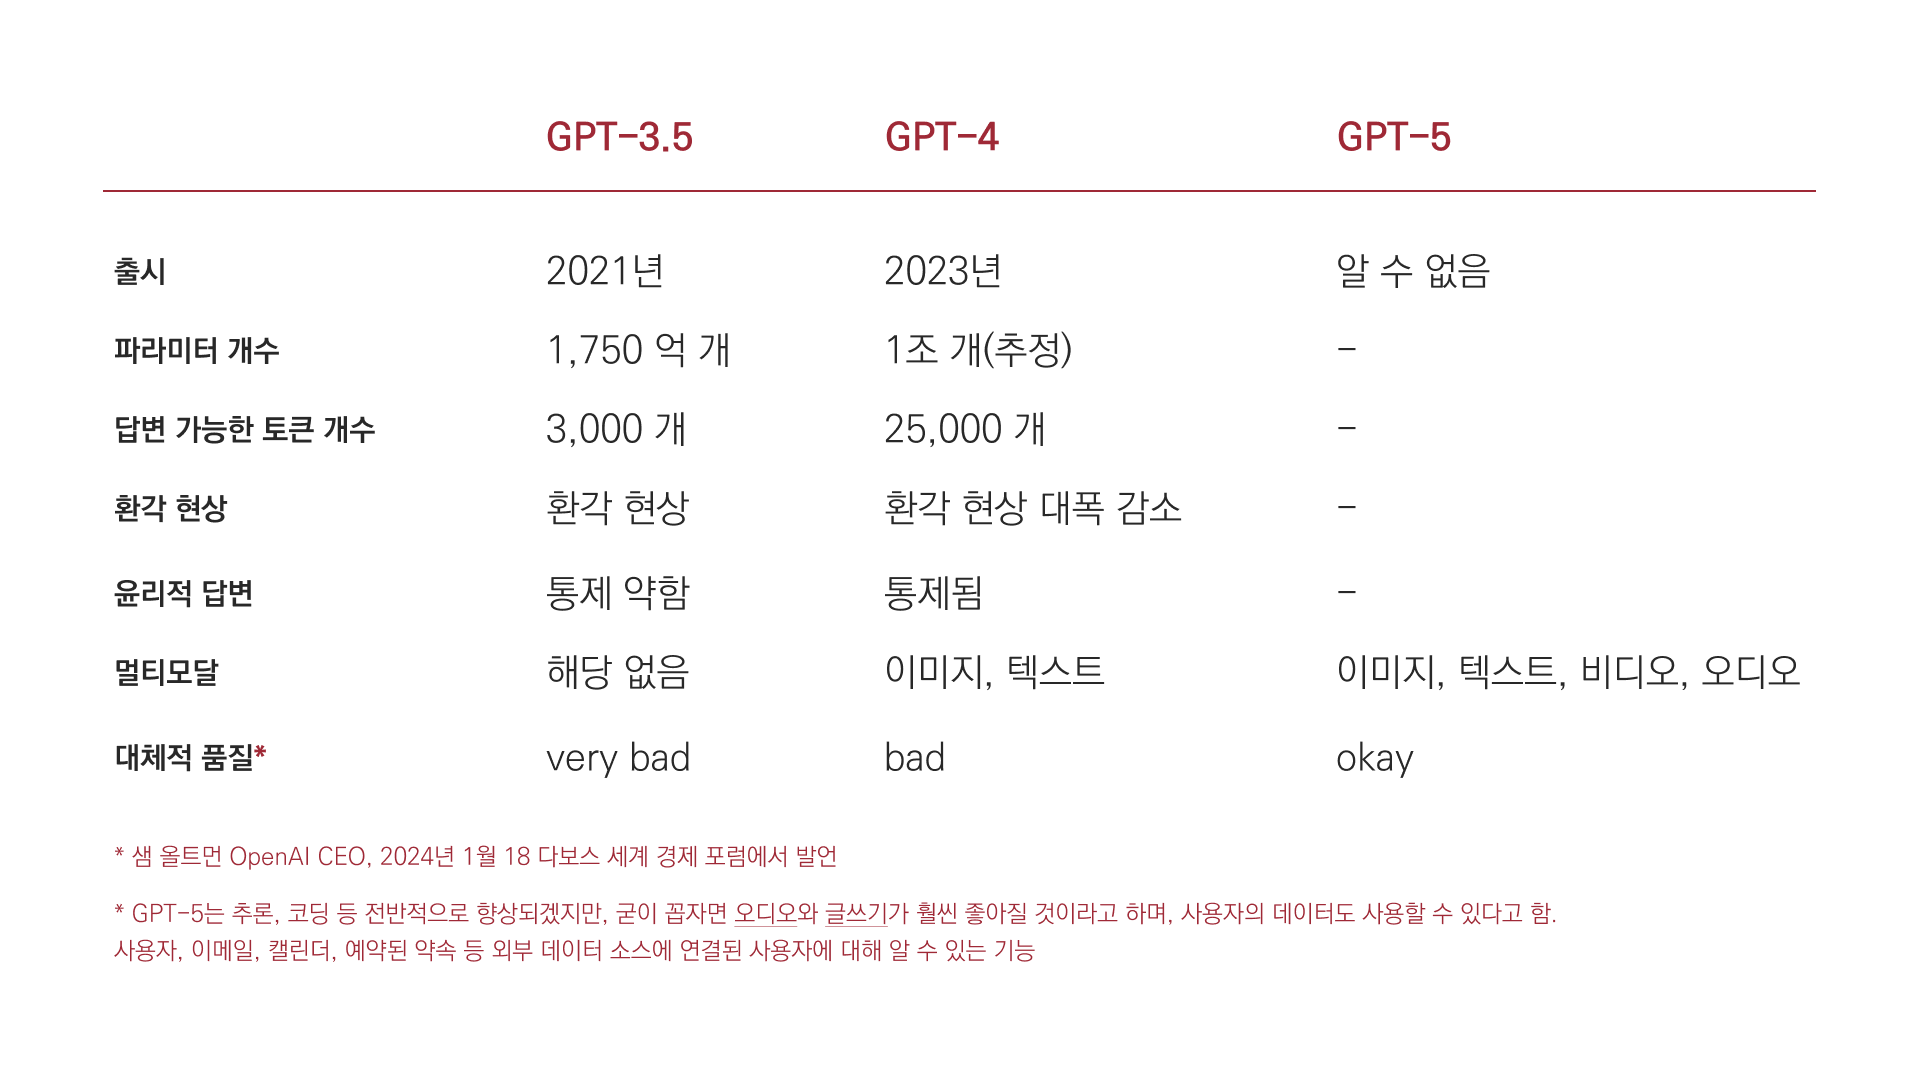 GPT-3.5 GPT-4 GPT-5
출시 2021년 2023년 알 수 없음
파라미터 개수 1,750 억 개 1조 개(추정) -
답변 가능한 토큰 개수 3,000 개 25,000 개 -
환각 현상 환각 현상 환각 현상 대폭 감소 -
윤리적 답변 통제 약함 통제됨 -
멀티모달 해당 없음 이미지, 텍스트 이미지, 텍스트, 비디오, 오디오
대체적 품질* very bad bad okay
* 샘 올트먼 OpenAI CEO, 2024년 1월 18 다보스 세계 경제 포럼에서 발언
* GPT-5는 추론, 코딩 등 전반적으로 향상되겠지만, 굳이 꼽자면 오디오와 글쓰기가 훨씬 좋아질 것이라고 하며, 사용자의 데이터도 사용할 수 있다고 함.
사용자, 이메일, 캘린더, 예약된 약속 등 외부 데이터 소스에 연결된 사용자에 대해 알 수 있는 기능